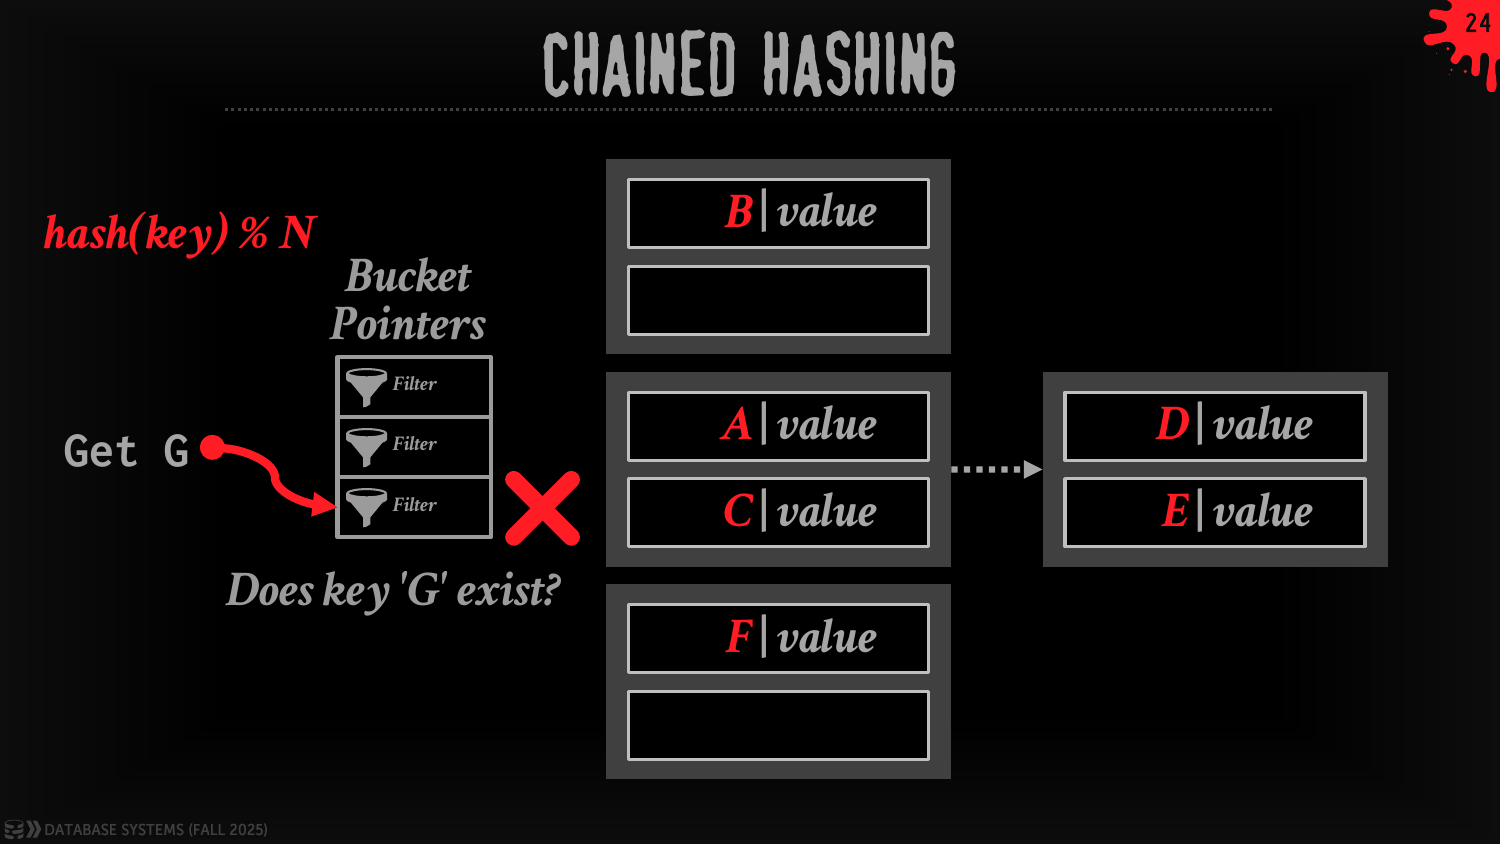 24
CHAINED HASHING
hash(key) % N
Bucket
Pointers
Filter
Filter
Filter
Get G
Does key 'G' exist?
B|value
A|value
C|value
D|value
E|value
F|value
DATABASE SYSTEMS (FALL 2025)